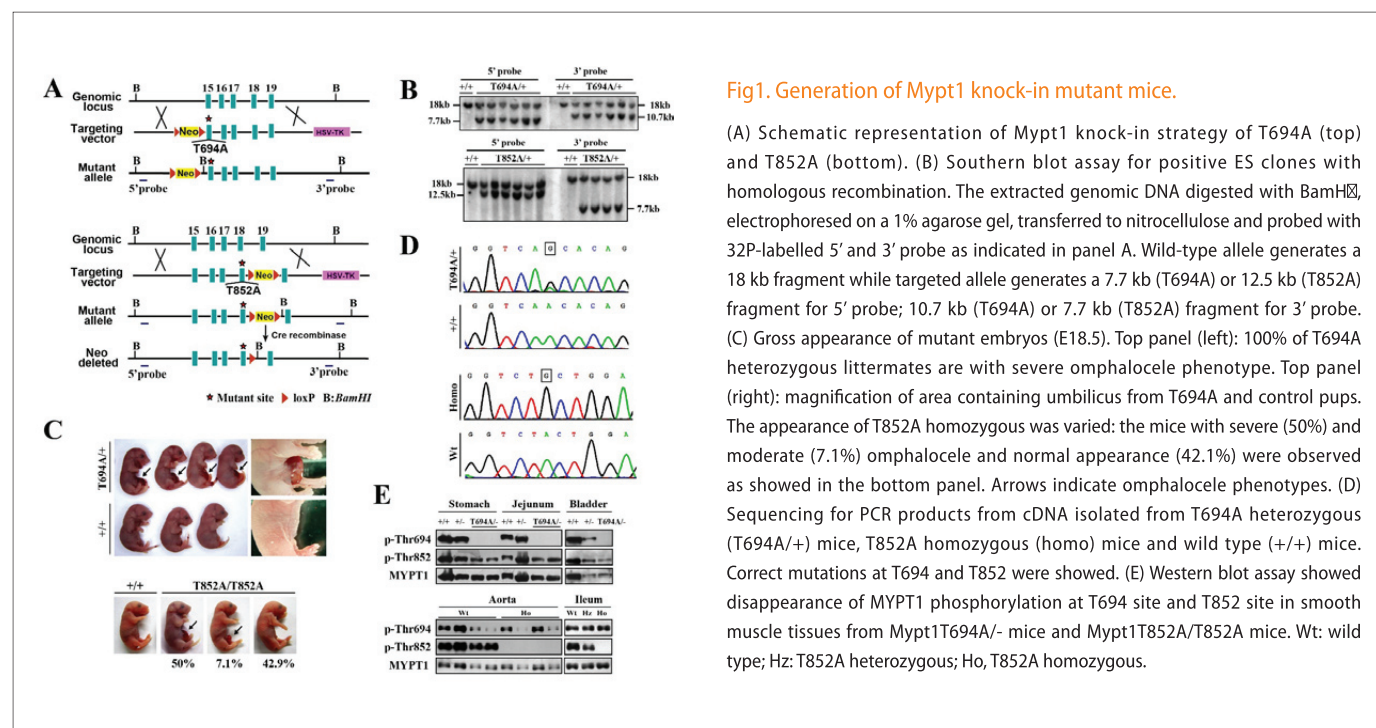 A
B 15 16 17 18 19 B
Genomic
locus
Targeting
vector
Neo
HSV-TK
T694A
Mutant
allele
B Neo B B
5'probe 3'probe
B 15 16 17 18 19 B
Genomic
locus
Targeting
vector
Neo
HSV-TK
T852A
Mutant
allele
B Neo B B
Cre recombinase
Neo
deleted
B B B
5'probe 3'probe
Mutant site loxP B:BamHI
B
5' probe 3' probe
+/+ T694A/+ +/+ T694A/+
18kb 18kb
7.7kb 10.7kb
5' probe 3' probe
+/+ T852A/+ +/+ T852A/+
18kb 18kb
12.5kb
7.7kb
C
T694A/+
+/+
+/+ T852A/T852A
50% 7.1% 42.9%
D
G G T C A G C A C A G
T694A/+
G G T C A A C A C A G
+/+
G G T C T G C T G G A
Homo
G G T C T A C T G G A
Wt
E
Stomach Jejunum Bladder
+/+ +/- T694A/- +/+ +/- T694A/- +/+ +/- T694A/-
p-Thr694
p-Thr852
MYPT1
Aorta Ileum
Wt Ho Wt Hz Ho
p-Thr694
p-Thr852
MYPT1
Fig1. Generation of Mypt1 knock-in mutant mice.
(A) Schematic representation of Mypt1 knock-in strategy of T694A (top)
and T852A (bottom). (B) Southern blot assay for positive ES clones with
homologous recombination. The extracted genomic DNA digested with BamH,
electrophoresed on a 1% agarose gel, transferred to nitrocellulose and probed with
32P-labelled 5′ and 3′ probe as indicated in panel A. Wild-type allele generates a
18 kb fragment while targeted allele generates a 7.7 kb (T694A) or 12.5 kb (T852A)
fragment for 5′ probe; 10.7 kb (T694A) or 7.7 kb (T852A) fragment for 3′ probe.
(C) Gross appearance of mutant embryos (E18.5). Top panel (left): 100% of T694A
heterozygous littermates are with severe omphalocele phenotype. Top panel
(right): magnification of area containing umbilicus from T694A and control pups.
The appearance of T852A homozygous was varied: the mice with severe (50%) and
moderate (7.1%) omphalocele and normal appearance (42.1%) were observed
as showed in the bottom panel. Arrows indicate omphalocele phenotypes. (D)
Sequencing for PCR products from cDNA isolated from T694A heterozygous
(T694A/+) mice, T852A homozygous (homo) mice and wild type (+/+) mice.
Correct mutations at T694 and T852 were showed. (E) Western blot assay showed
disappearance of MYPT1 phosphorylation at T694 site and T852 site in smooth
muscle tissues from Mypt1T694A/- mice and Mypt1T852A/T852A mice. Wt: wild
type; Hz: T852A heterozygous; Ho, T852A homozygous.